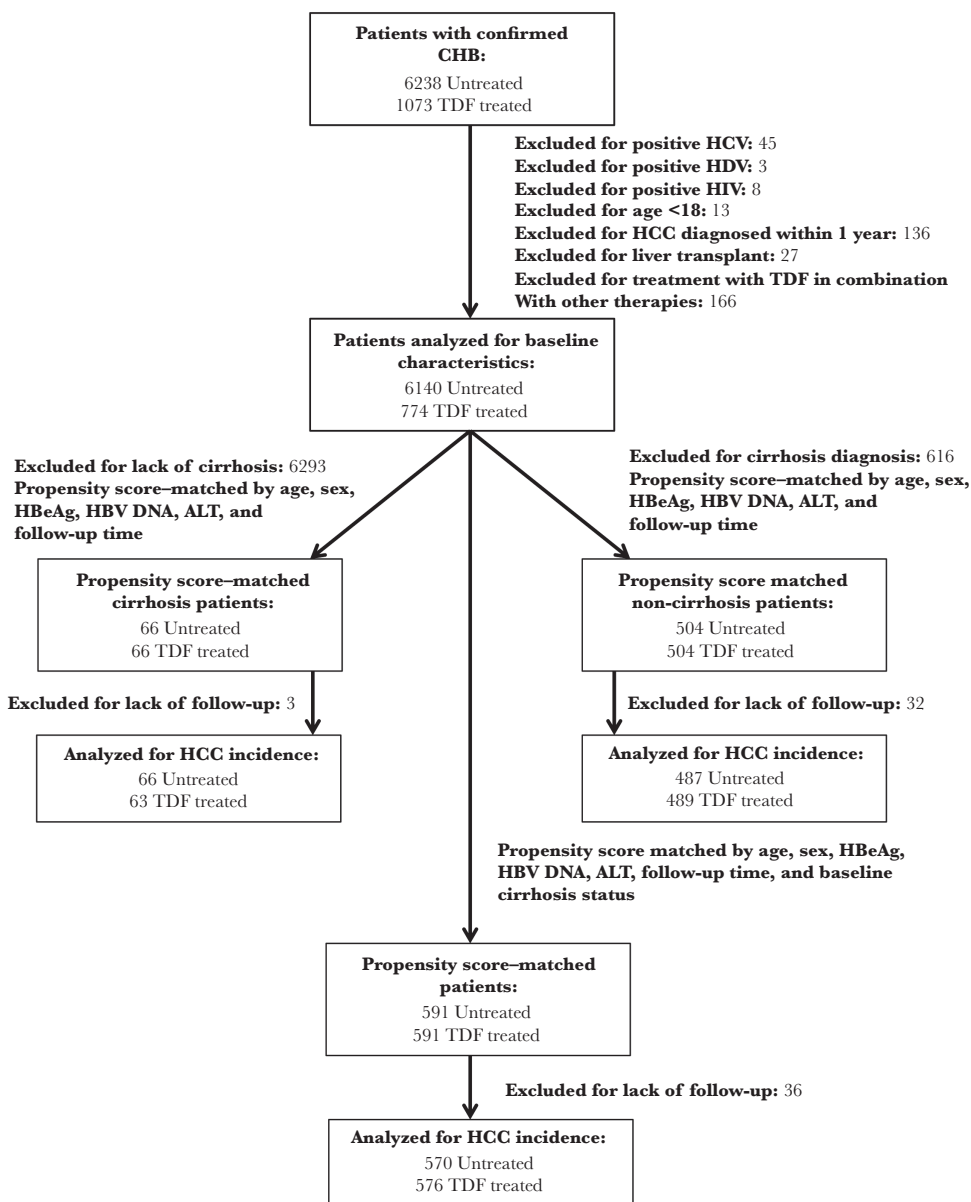 Patients with confirmed
CHB:
6238 Untreated
1073 TDF treated
Excluded for positive HCV: 45
Excluded for positive HDV: 3
Excluded for positive HIV: 8
Excluded for age <18: 13
Excluded for HCC diagnosed within 1 year: 136
Excluded for liver transplant: 27
Excluded for treatment with TDF in combination
With other therapies: 166
Patients analyzed for baseline
characteristics:
6140 Untreated
774 TDF treated
Excluded for lack of cirrhosis: 6293
Propensity score–matched by age, sex,
HBeAg, HBV DNA, ALT, and
follow-up time
Excluded for cirrhosis diagnosis: 616
Propensity score–matched by age, sex,
HBeAg, HBV DNA, ALT, and
follow-up time
Propensity score–matched
cirrhosis patients:
66 Untreated
66 TDF treated
Propensity score matched
non-cirrhosis patients:
504 Untreated
504 TDF treated
Excluded for lack of follow-up: 3
Excluded for lack of follow-up: 32
Analyzed for HCC incidence:
66 Untreated
63 TDF treated
Analyzed for HCC incidence:
487 Untreated
489 TDF treated
Propensity score matched by age, sex, HBeAg,
HBV DNA, ALT, follow-up time, and baseline
cirrhosis status
Propensity score–matched
patients:
591 Untreated
591 TDF treated
Excluded for lack of follow-up: 36
Analyzed for HCC incidence:
570 Untreated
576 TDF treated